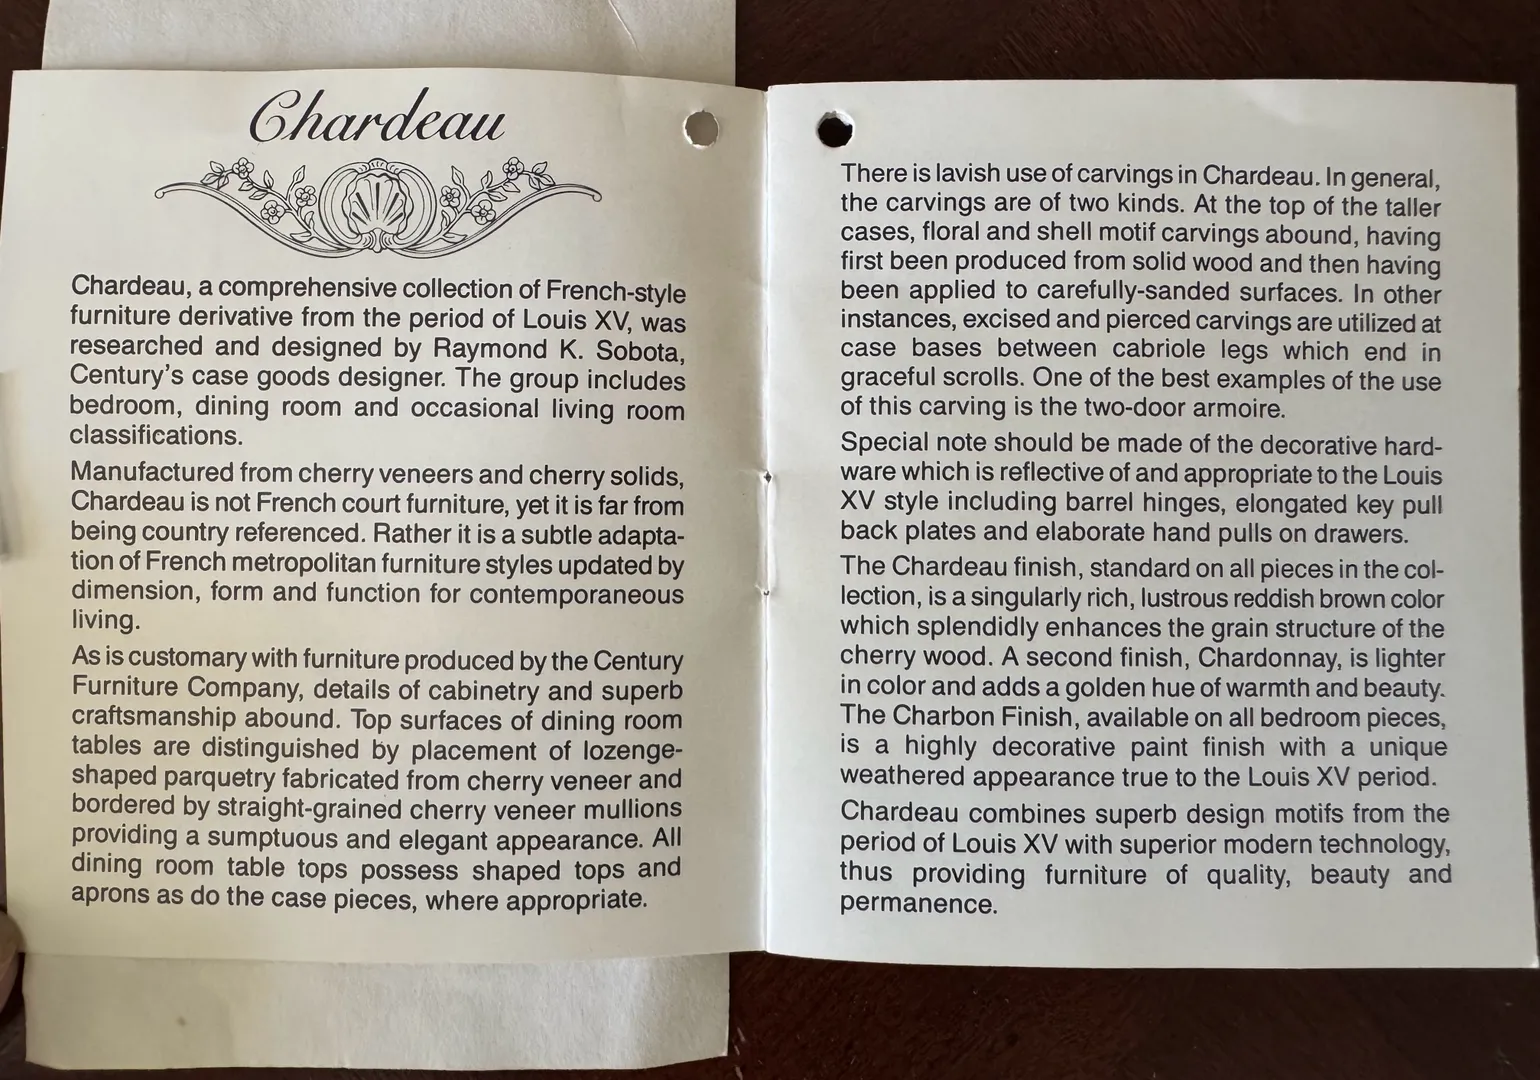 Chardeau
Chardeau, a comprehensive collection of French-style
furniture derivative from the period of Louis XV, was
researched and designed by Raymond K. Sobota,
Century's case goods designer. The group includes
bedroom, dining room and occasional living room
classifications.
Manufactured from cherry veneers and cherry solids,
Chardeau is not French court furniture, yet it is far from
being country referenced. Rather it is a subtle adapta-
tion of French metropolitan furniture styles updated by
dimension, form and function for contemporaneous
living.
As is customary with furniture produced by the Century
Furniture Company, details of cabinetry and superb
craftsmanship abound. Top surfaces of dining room
tables are distinguished by placement of lozenge-
shaped parquetry fabricated from cherry veneer and
bordered by straight-grained cherry veneer mullions
providing a sumptuous and elegant appearance. All
dining room table tops possess shaped tops and
aprons as do the case pieces, where appropriate.
There is lavish use of carvings in Chardeau. In general,
the carvings are of two kinds. At the top of the taller
cases, floral and shell motif carvings abound, having
first been produced from solid wood and then having
been applied to carefully-sanded surfaces. In other
instances, excised and pierced carvings are utilized at
case bases between cabriole legs which end in
graceful scrolls. One of the best examples of the use
of this carving is the two-door armoire.
Special note should be made of the decorative hard-
ware which is reflective of and appropriate to the Louis
XV style including barrel hinges, elongated key pull
back plates and elaborate hand pulls on drawers.
The Chardeau finish, standard on all pieces in the col-
lection, is a singularly rich, lustrous reddish brown color
which splendidly enhances the grain structure of the
cherry wood. A second finish, Chardonnay, is lighter
in color and adds a golden hue of warmth and beauty.
The Charbon Finish, available on all bedroom pieces,
is a highly decorative paint finish with a unique
weathered appearance true to the Louis XV period.
Chardeau combines superb design motifs from the
period of Louis XV with superior modern technology,
thus providing furniture of quality, beauty and
permanence.